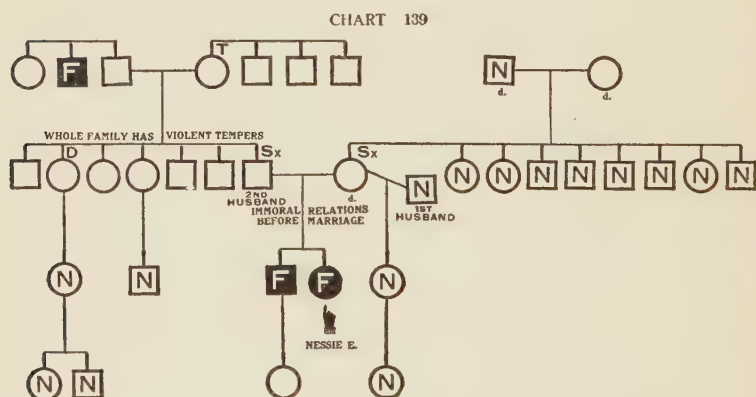 CHART 139
F
T
N
d.
d.
WHOLE FAMILY HAS VIOLENT TEMPERS
D
Sx
Sx
N
N
N
N
N
N
N
2ND
HUSBAND
d.
N
1ST
HUSBAND
IMMORAL RELATIONS
BEFORE MARRIAGE
N
N
F
F
N
NESSIE E.
N
N
N